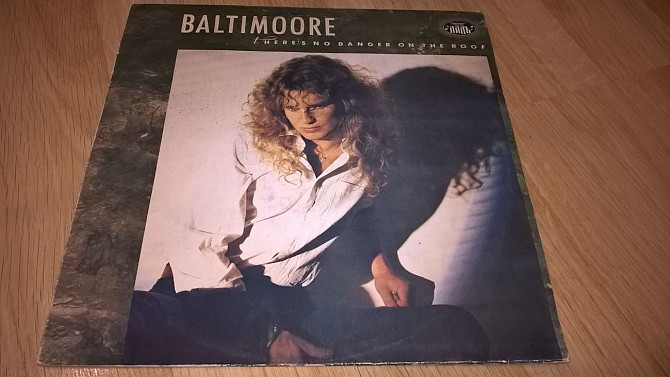 BALTIMOORE
THERE'S NO DANGER ON THE ROOF